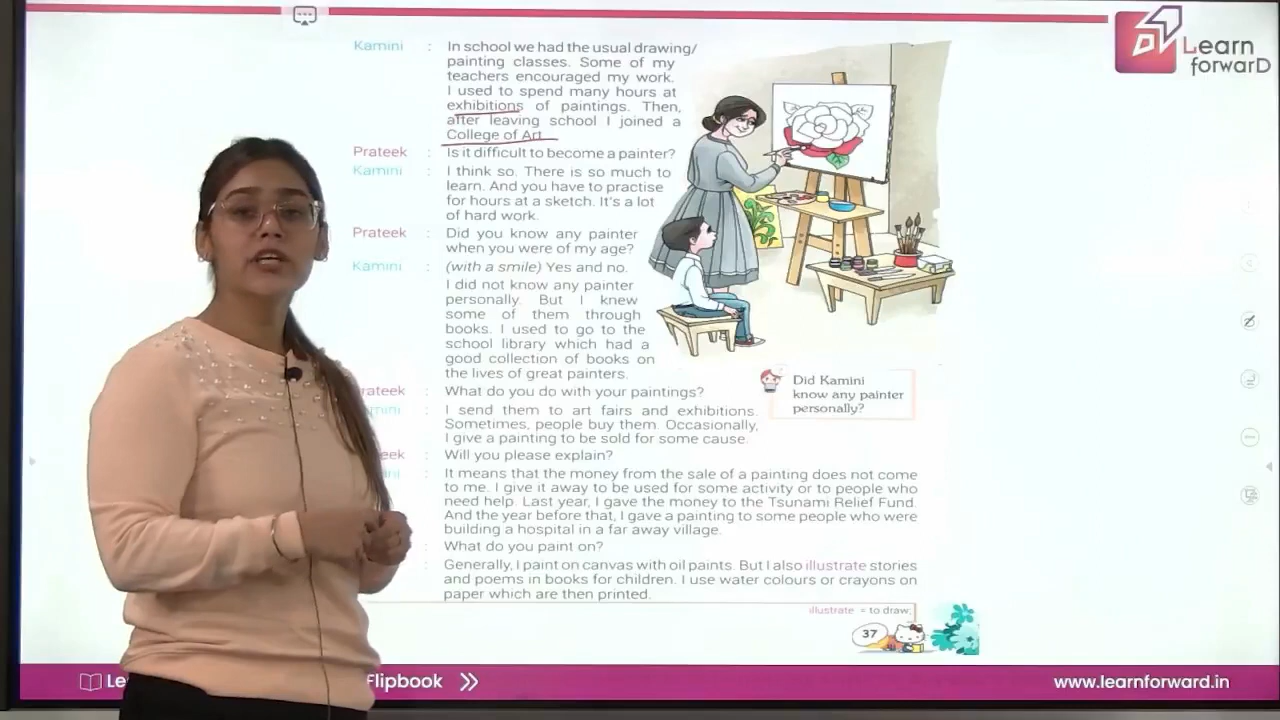 Kamini : In school we had the usual drawing/
painting classes. Some of my
teachers encouraged my work.
I used to spend many hours at
exhibitions of paintings. Then,
after leaving school I joined a
College of Art.
Prateek : Is it difficult to become a painter?
Kamini : I think so. There is so much to
learn. And you have to practise
for hours at a sketch. It's a lot
of hard work.
Prateek : Did you know any painter
when you were of my age?
Kamini : (with a smile) Yes and no.
I did not know any painter
personally. But I knew
some of them through
books. I used to go to the
school library which had a
good collection of books on
the lives of great painters.
rateek : What do you do with your paintings?
mini : I send them to art fairs and exhibitions.
Sometimes, people buy them. Occasionally,
I give a painting to be sold for some cause.
eek : Will you please explain?
ni : It means that the money from the sale of a painting does not come
to me. I give it away to be used for some activity or to people who
need help. Last year, I gave the money to the Tsunami Relief Fund.
And the year before that, I gave a painting to some people who were
building a hospital in a far away village.
: What do you paint on?
: Generally, I paint on canvas with oil paints. But I also illustrate stories
and poems in books for children. I use water colours or crayons on
paper which are then printed.
Did Kamini
know any painter
personally?
illustrate = to draw;
37
Learn
forwarD
Le
Flipbook
www.learnforward.in